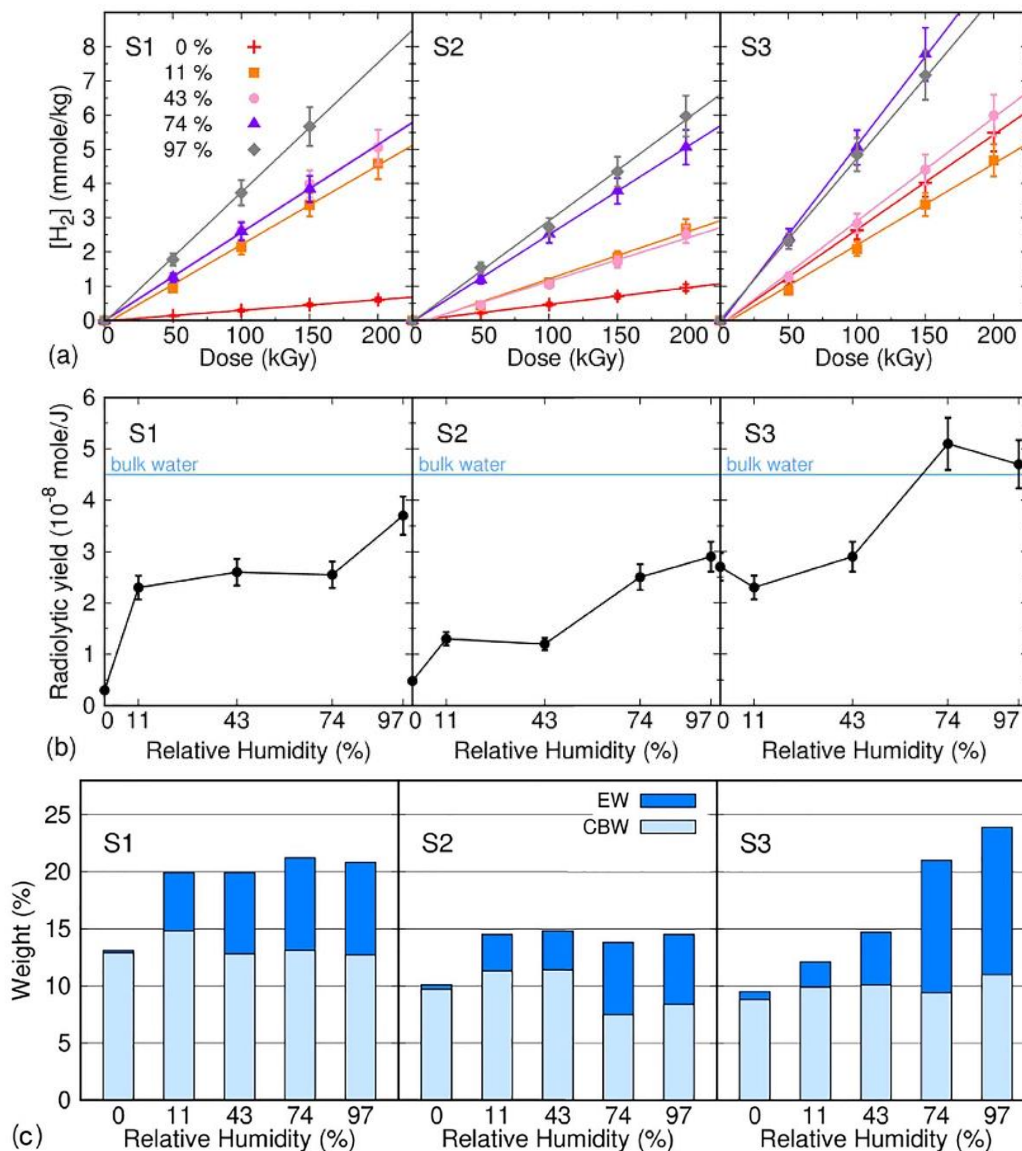 S1
0 %
11 %
43 %
74 %
97 %
S2
S3
[H₂] (mmole/kg)
8
7
6
5
4
3
2
1
0
0 50 100 150 200 0 50 100 150 200 0 50 100 150 200
(a)
Dose (kGy) Dose (kGy) Dose (kGy)
Radiolytic yield (10⁻⁸ mole/J)
6
5
4
3
2
1
0
S1 S2 S3
bulk water bulk water bulk water
0 11 43 74 97 0 11 43 74 97 0 11 43 74 97
(b)
Relative Humidity (%) Relative Humidity (%) Relative Humidity (%)
Weight (%)
25
20
15
10
5
0
S1 S2 S3
EW
CBW
0 11 43 74 97 0 11 43 74 97 0 11 43 74 97
(c)
Relative Humidity (%) Relative Humidity (%) Relative Humidity (%)